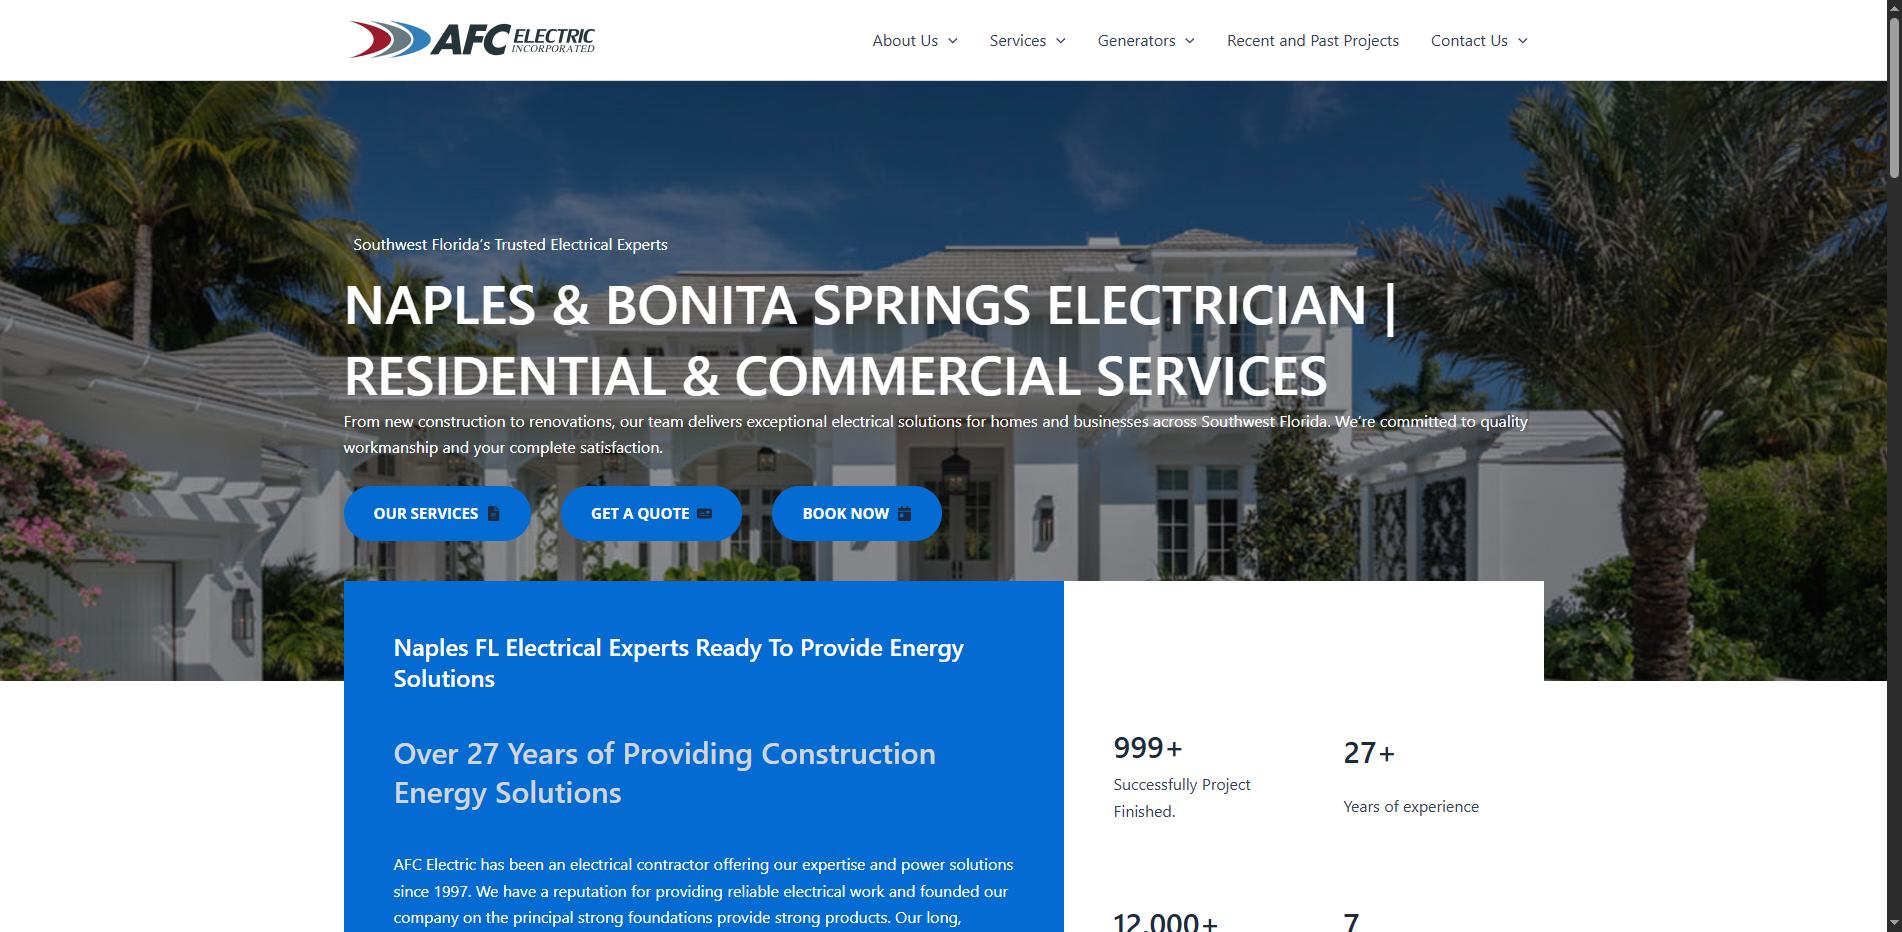 AFC ELECTRIC
INCORPORATED
About Us
Services
Generators
Recent and Past Projects
Contact Us
Southwest Florida’s Trusted Electrical Experts
NAPLES & BONITA SPRINGS ELECTRICIAN |
RESIDENTIAL & COMMERCIAL SERVICES
From new construction to renovations, our team delivers exceptional electrical solutions for homes and businesses across Southwest Florida. We’re committed to quality
workmanship and your complete satisfaction.
OUR SERVICES
GET A QUOTE
BOOK NOW
Naples FL Electrical Experts Ready To Provide Energy
Solutions
Over 27 Years of Providing Construction
Energy Solutions
AFC Electric has been an electrical contractor offering our expertise and power solutions
since 1997. We have a reputation for providing reliable electrical work and founded our
company on the principal strong foundations provide strong products. Our long,
999+
Successfully Project
Finished.
27+
Years of experience
12,000+
7